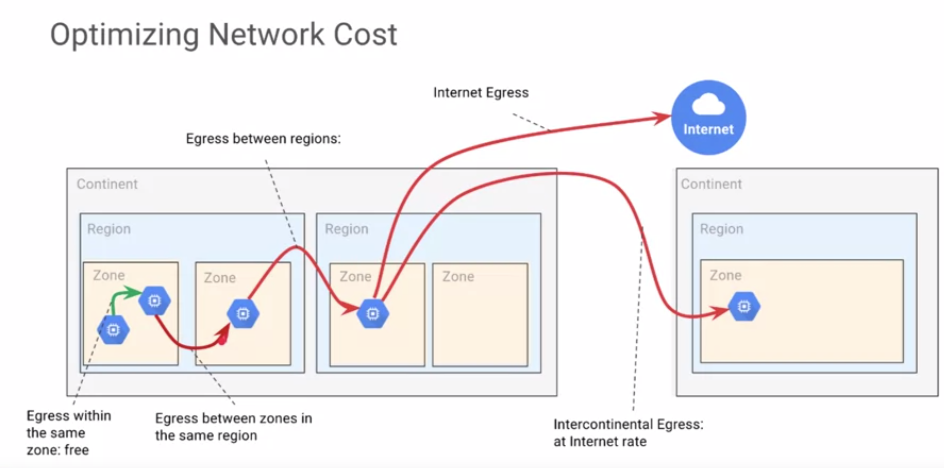 Optimizing Network Cost
Internet Egress
Internet
Egress between regions:
Continent
Continent
Region
Region
Region
Zone
Zone
Zone
Zone
Zone
Egress within
the same
zone: free
Egress between zones in
the same region
Intercontinental Egress:
at Internet rate